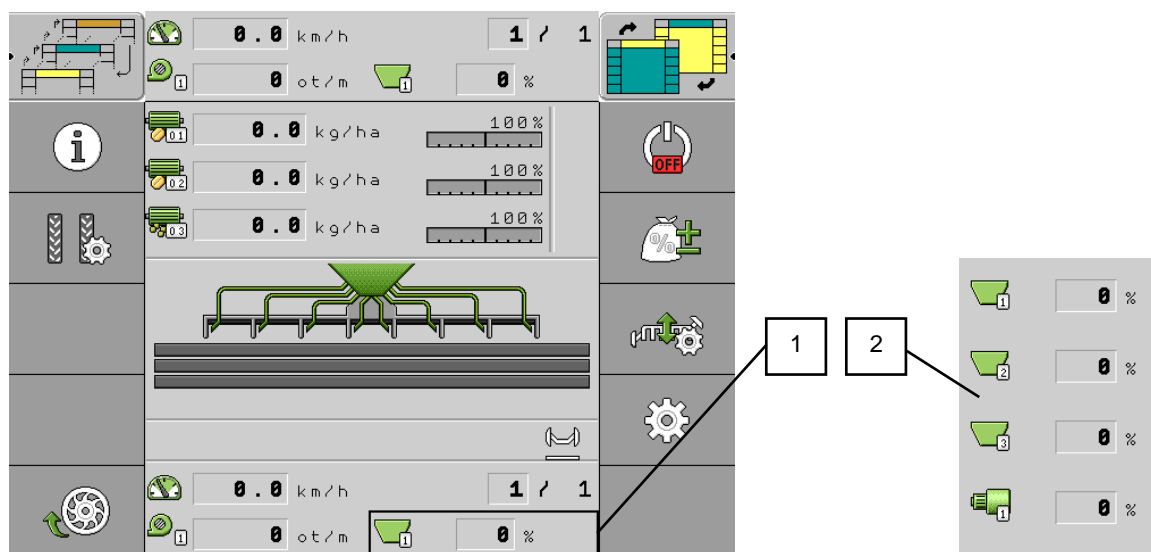 0.0 km/h 1 / 1
1 0 ot/m 1 0 %
i
01 0.0 kg/ha 100%
OFF
02 0.0 kg/ha 100%
03 0.0 kg/ha 100%
%
1 2
1 0 %
2 0 %
3 0 %
1 0 %
0.0 km/h 1 / 1
1 0 ot/m 1 0 %